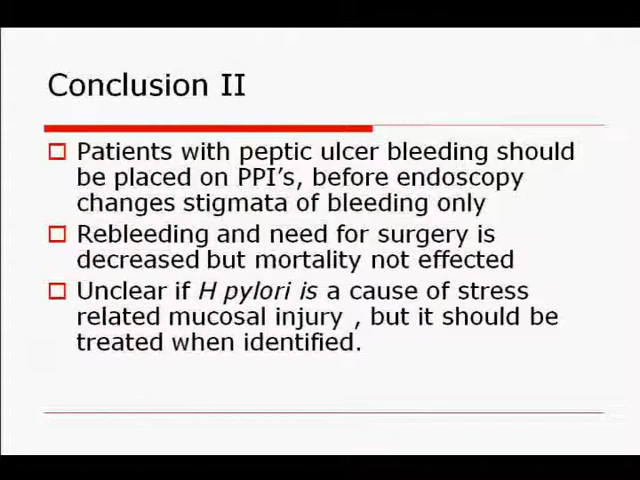 Conclusion II
Patients with peptic ulcer bleeding should
be placed on PPI's, before endoscopy
changes stigmata of bleeding only
Rebleeding and need for surgery is
decreased but mortality not effected
Unclear if H pylori is a cause of stress
related mucosal injury , but it should be
treated when identified.